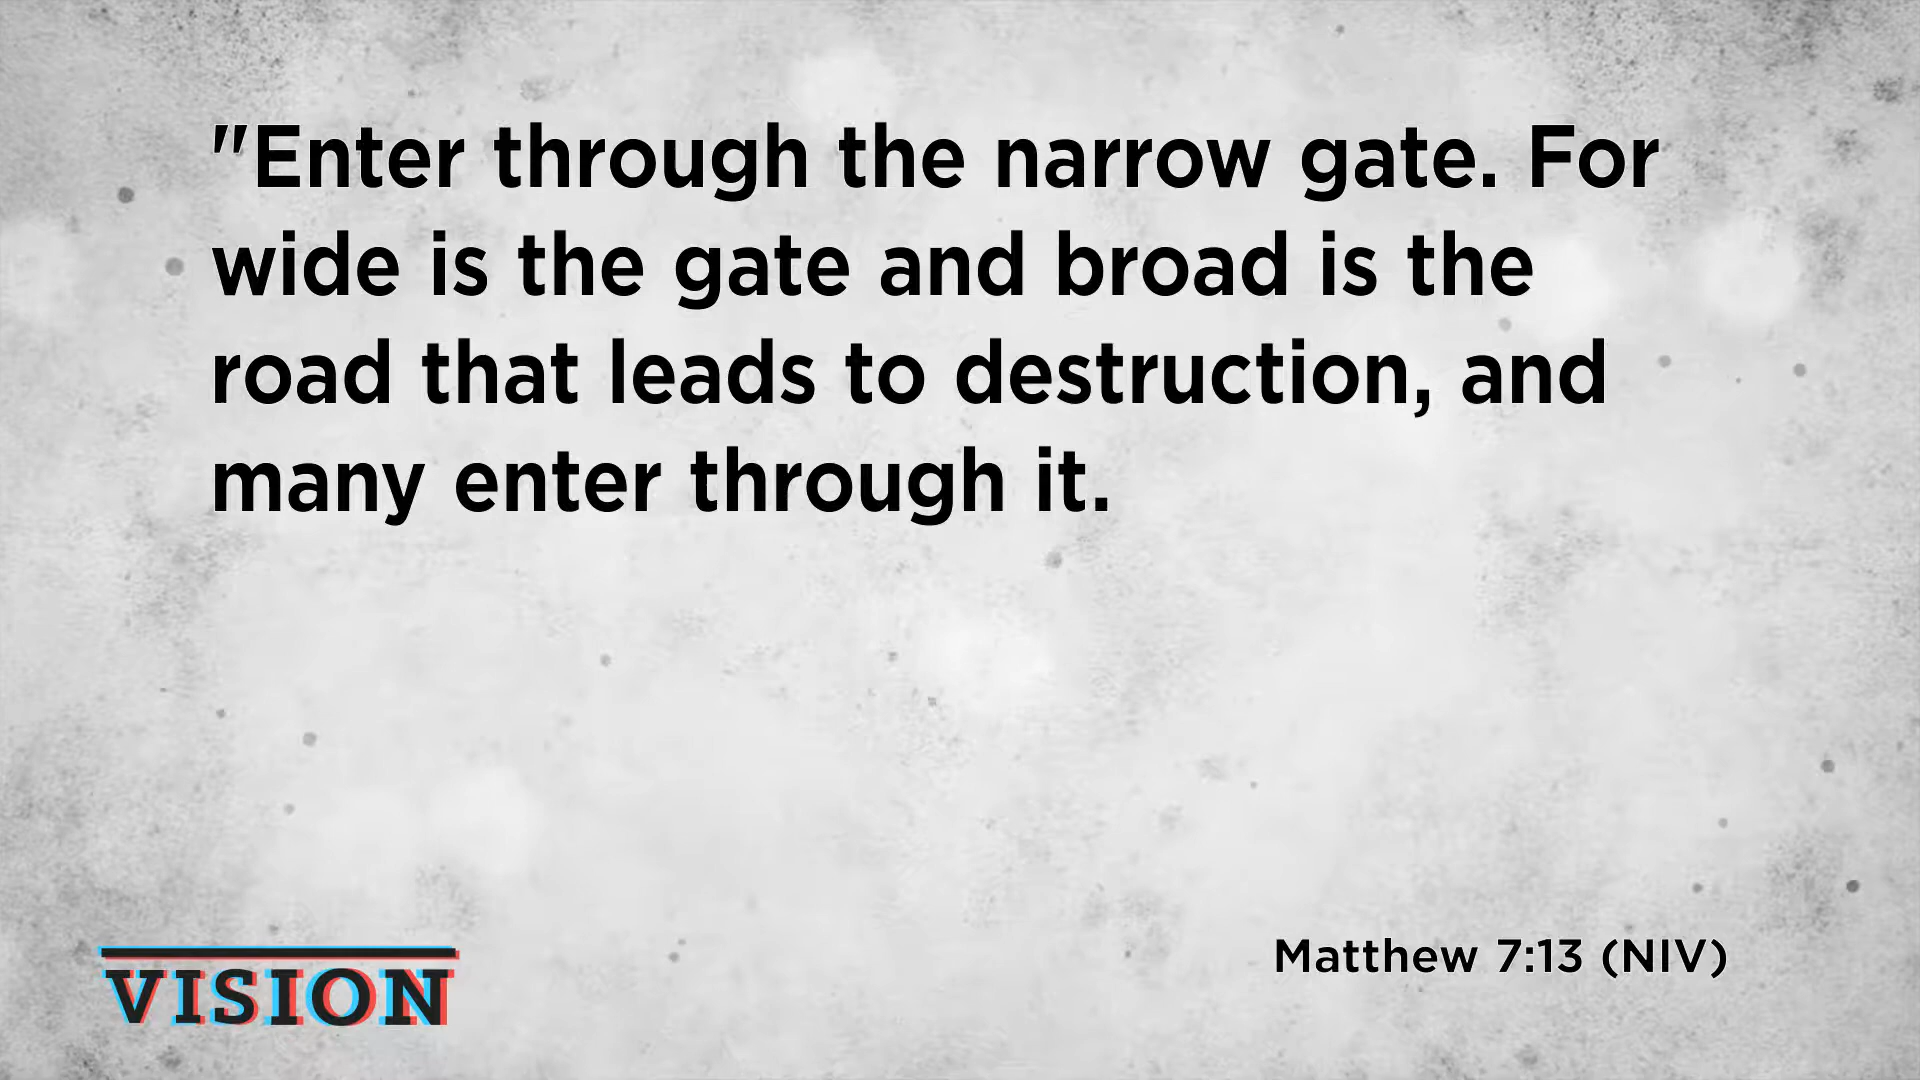 "Enter through the narrow gate. For
wide is the gate and broad is the
road that leads to destruction, and
many enter through it.
VISION
Matthew 7:13 (NIV)